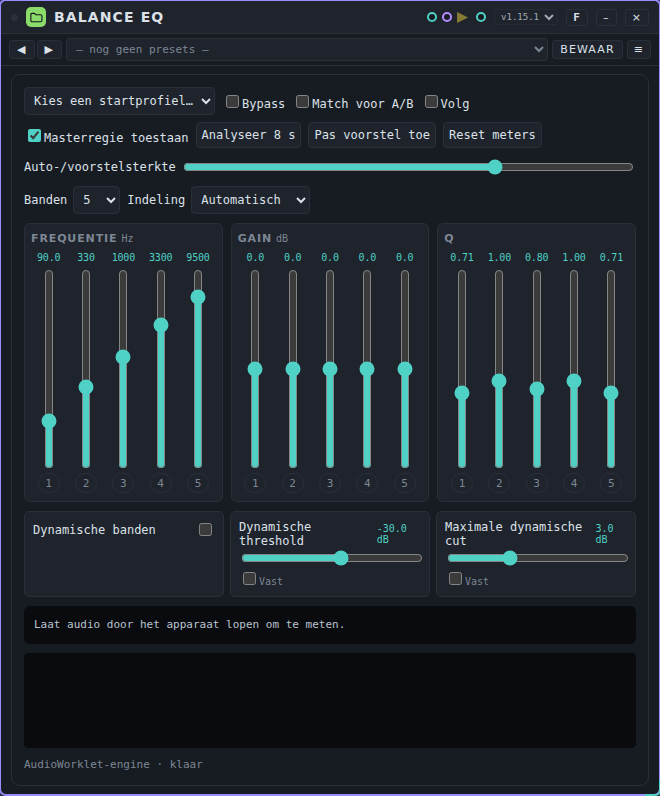 BALANCE EQ
v1.15.1
F
–
×
◀
▶
— nog geen presets —
BEWAAR
≡
Kies een startprofiel…
Bypass
Match voor A/B
Volg
Masterregie toestaan
Analyseer 8 s
Pas voorstel toe
Reset meters
Auto-/voorstelsterkte
Banden
5
Indeling
Automatisch
FREQUENTIE Hz
90.0 330 1000 3300 9500
1 2 3 4 5
GAIN dB
0.0 0.0 0.0 0.0 0.0
1 2 3 4 5
Q
0.71 1.00 0.80 1.00 0.71
1 2 3 4 5
Dynamische banden
Dynamische threshold
-30.0 dB
Vast
Maximale dynamische cut
3.0 dB
Vast
Laat audio door het apparaat lopen om te meten.
AudioWorklet-engine · klaar